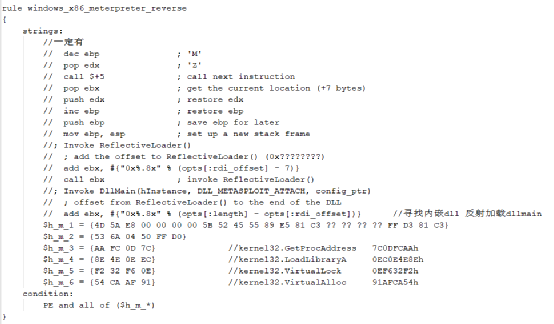 rule windows_x86_meterpreter_reverse
{
strings:
//一定有
// dec ebp ; 'M'
// pop edx ; 'Z'
// call $+5 ; call next instruction
// pop ebx ; get the current location (+7 bytes)
// push edx ; restore edx
// inc ebp ; restore ebp
// push ebp ; save ebp for later
// mov ebp, esp ; set up a new stack frame
//; Invoke ReflectiveLoader()
// ; add the offset to ReflectiveLoader() (0x????????)
// add ebx, #{"0x%.8x" % (opts[:rdi_offset] - 7)}
// call ebx ; invoke ReflectiveLoader()
//; Invoke DllMain(hInstance, DLL_METASPLOIT_ATTACH, config_ptr)
// ; offset from ReflectiveLoader() to the end of the DLL
// add ebx, #{"0x%.8x" % (opts[:length] - opts[:rdi_offset])} //寻找内嵌dll 反射加载dllmain
$h_m_1 = {4D 5A E8 00 00 00 00 5B 52 45 55 89 E5 81 C3 ?? ?? ?? ?? FF D3 81 C3}
$h_m_2 = {53 6A 04 50 FF D0}
$h_m_3 = {AA FC 0D 7C} //kernel32.GetProcAddress 7C0DFCAAh
$h_m_4 = {8E 4E 0E EC} //kernel32.LoadLibraryA 0EC0E4E8Eh
$h_m_5 = {F2 32 F6 0E} //kernel32.VirtualLock 0EF632F2h
$h_m_6 = {54 CA AF 91} //kernel32.VirtualAlloc 91AFCA54h
condition:
PE and all of ($h_m_*)
}